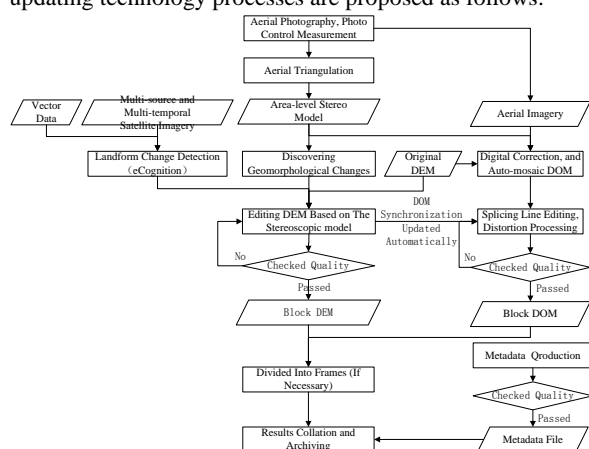 updating technology processes are proposed as follows:
Aerial Photography, Photo
Control Measurement
Aerial Triangulation
Vector
Data
Multi-source and
Multi-temporal
Satellite Imagery
Area-level Stereo
Model
Aerial Imagery
Landform Change Detection
（eCognition）
Discovering
Geomorphological Changes
Original
DEM
Digital Correction, and
Auto-mosaic DOM
DOM
Synchronization
Updated
Automatically
Editing DEM Based on The
Stereoscopic model
Splicing Line Editing,
Distortion Processing
No
Checked Quality
No
Checked Quality
Passed
Passed
Block DEM
Block DOM
Metadata Qroduction
Divided Into Frames (If
Necessary)
Checked Quality
Passed
Results Collation and
Archiving
Metadata File